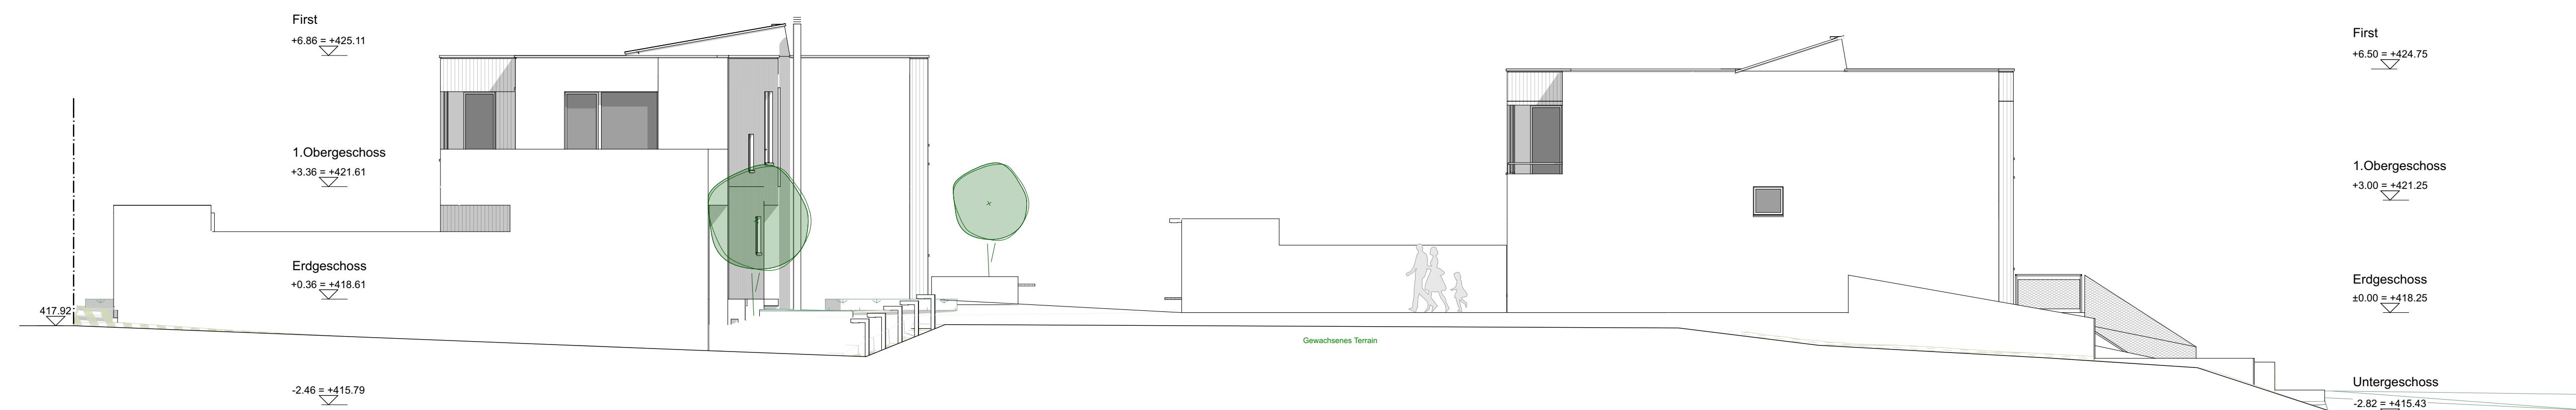 First
+6.86 = +425.11
1.Obergeschoss
+3.36 = +421.61
Erdgeschoss
+0.36 = +418.61
417.92
-2.46 = +415.79
Gewachsenes Terrain
First
+6.50 = +424.75
1.Obergeschoss
+3.00 = +421.25
Erdgeschoss
±0.00 = +418.25
Untergeschoss
-2.82 = +415.43